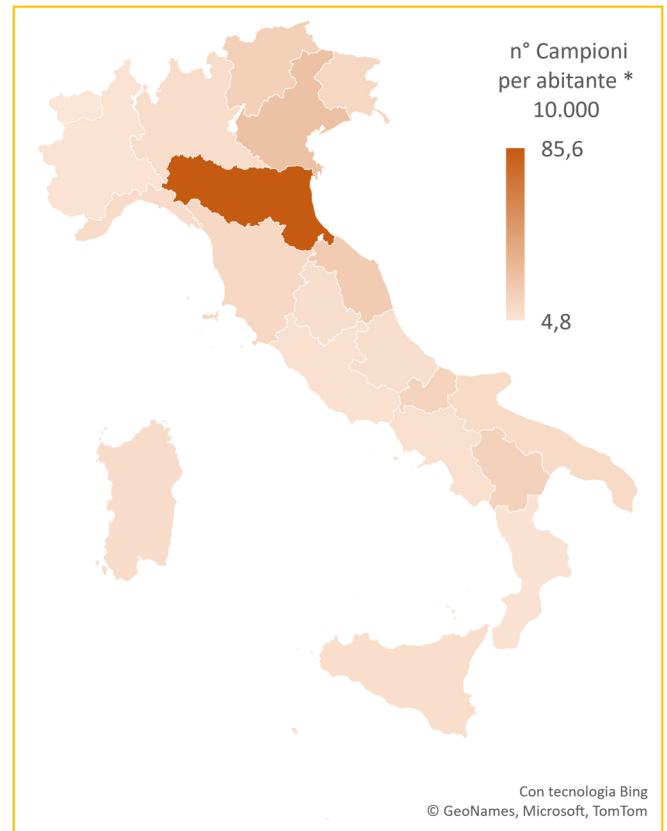 n° Campioni
per abitante *
10.000
85,6
4,8
Con tecnologia Bing
© GeoNames, Microsoft, TomTom